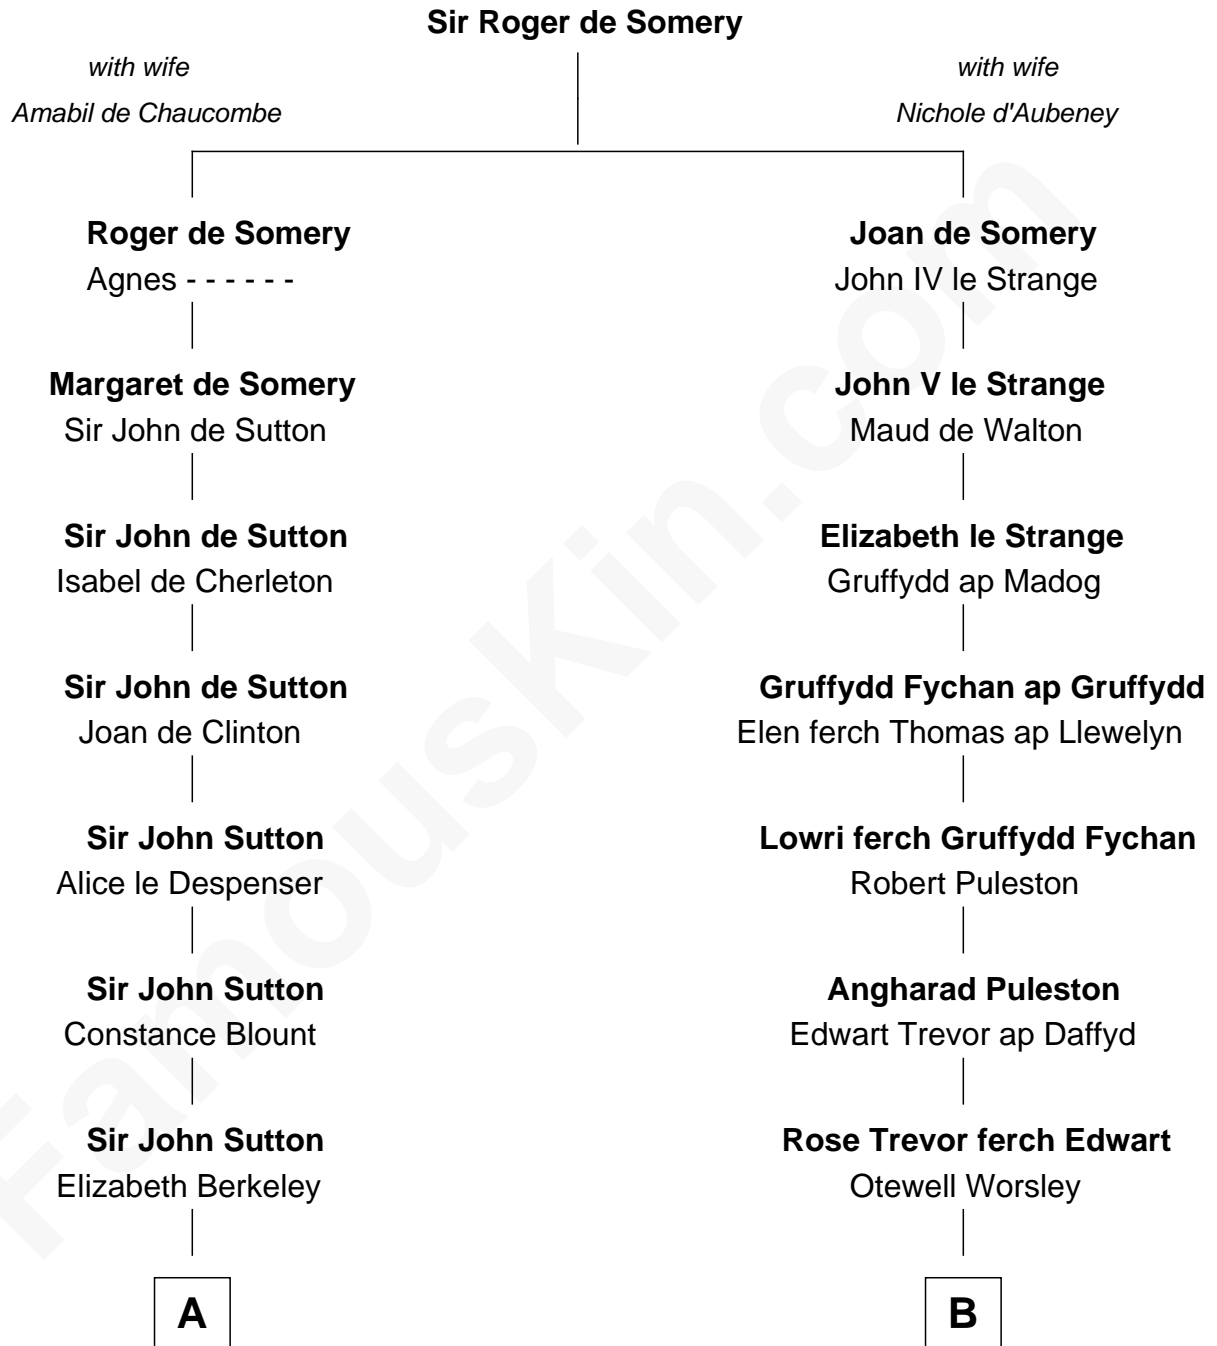 Sir Roger de Somery
with wife
Amabil de Chaucombe
with wife
Nichole d'Aubeney
Roger de Somery
Agnes - - - - - -
Joan de Somery
John IV le Strange
Margaret de Somery
Sir John de Sutton
John V le Strange
Maud de Walton
Sir John de Sutton
Isabel de Cherleton
Elizabeth le Strange
Gruffydd ap Madog
Sir John de Sutton
Joan de Clinton
Gruffydd Fychan ap Gruffydd
Elen ferch Thomas ap Llewelyn
Sir John Sutton
Alice le Despenser
Lowri ferch Gruffydd Fychan
Robert Puleston
Sir John Sutton
Constance Blount
Angharad Puleston
Edwart Trevor ap Daffyd
Sir John Sutton
Elizabeth Berkeley
Rose Trevor ferch Edwart
Otewell Worsley
A
B
FamousKin.com